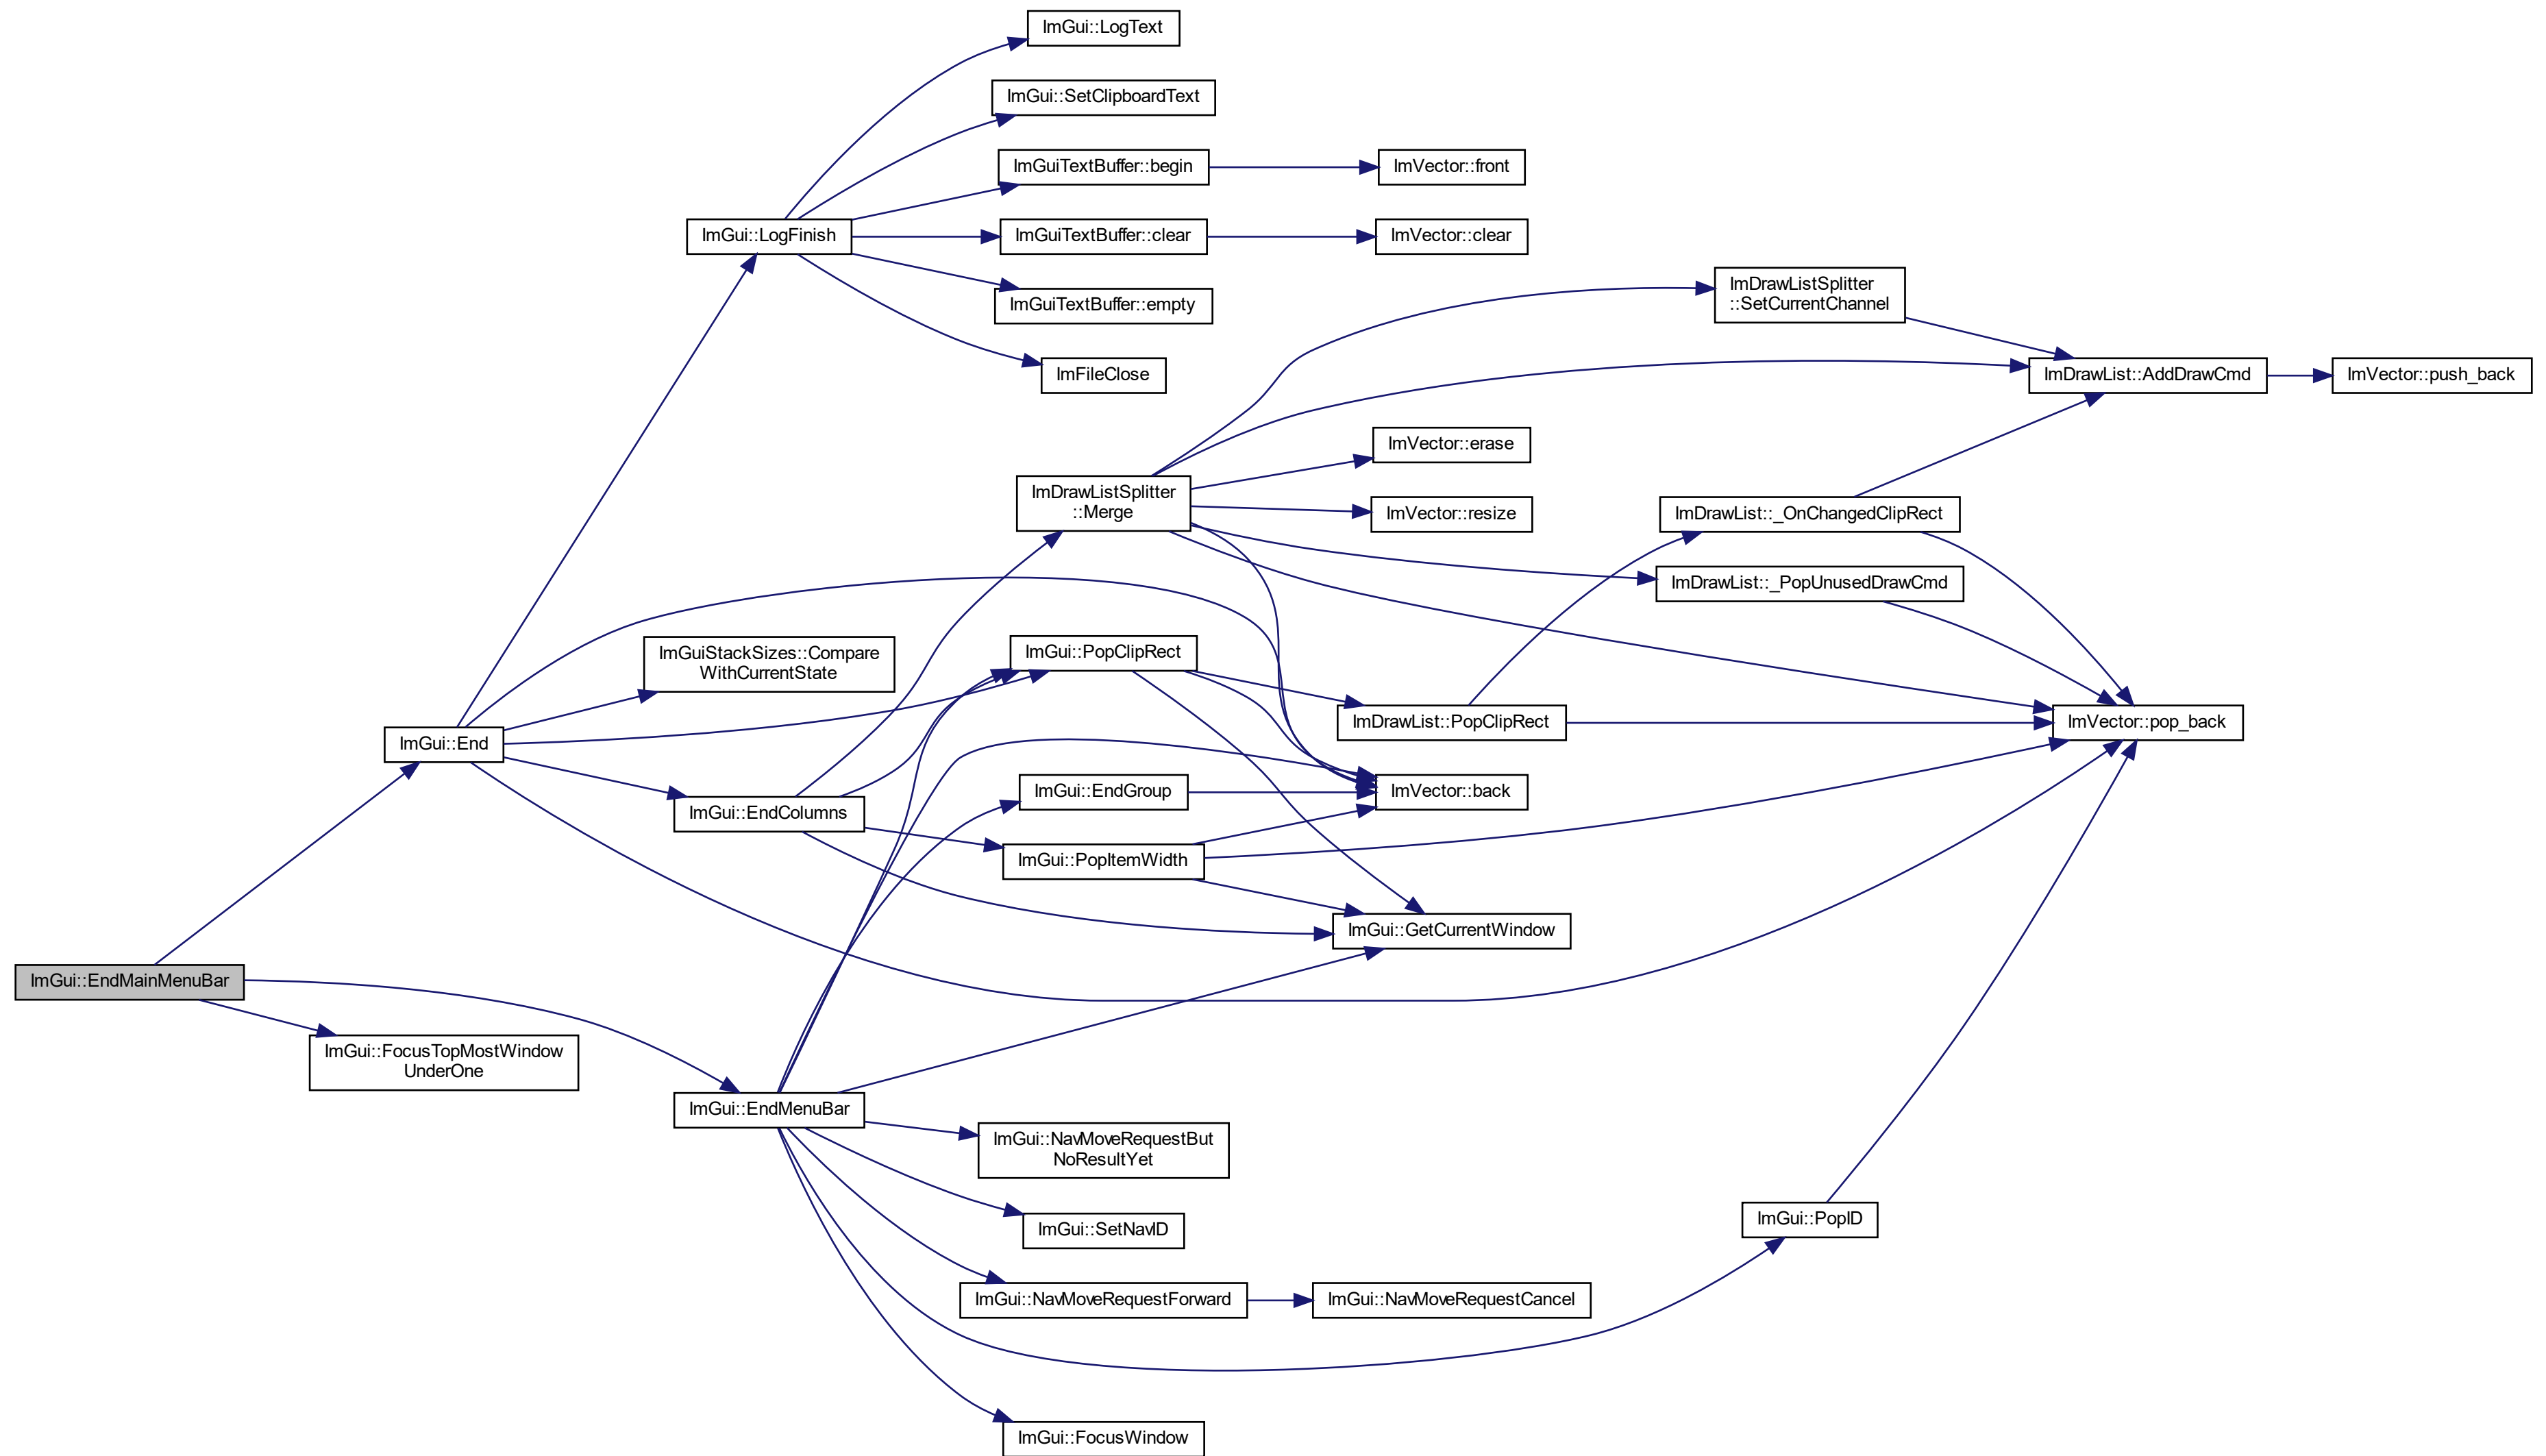 ImGui::LogText
ImGui::SetClipboardText
ImGuiTextBuffer::begin
ImVector::front
ImGui::LogFinish
ImGuiTextBuffer::clear
ImVector::clear
ImGuiTextBuffer::empty
ImDrawListSplitter
::SetCurrentChannel
ImFileClose
ImDrawList::AddDrawCmd
ImVector::push_back
ImVector::erase
ImDrawListSplitter
::Merge
ImVector::resize
ImDrawList::_OnChangedClipRect
ImDrawList::_PopUnusedDrawCmd
ImGuiStackSizes::Compare
WithCurrentState
ImGui::PopClipRect
ImDrawList::PopClipRect
ImVector::pop_back
ImGui::End
ImGui::EndColumns
ImGui::EndGroup
ImVector::back
ImGui::PopItemWidth
ImGui::GetCurrentWindow
ImGui::EndMainMenuBar
ImGui::FocusTopMostWindow
UnderOne
ImGui::EndMenuBar
ImGui::NavMoveRequestBut
NoResultYet
ImGui::SetNavID
ImGui::PopID
ImGui::NavMoveRequestForward
ImGui::NavMoveRequestCancel
ImGui::FocusWindow